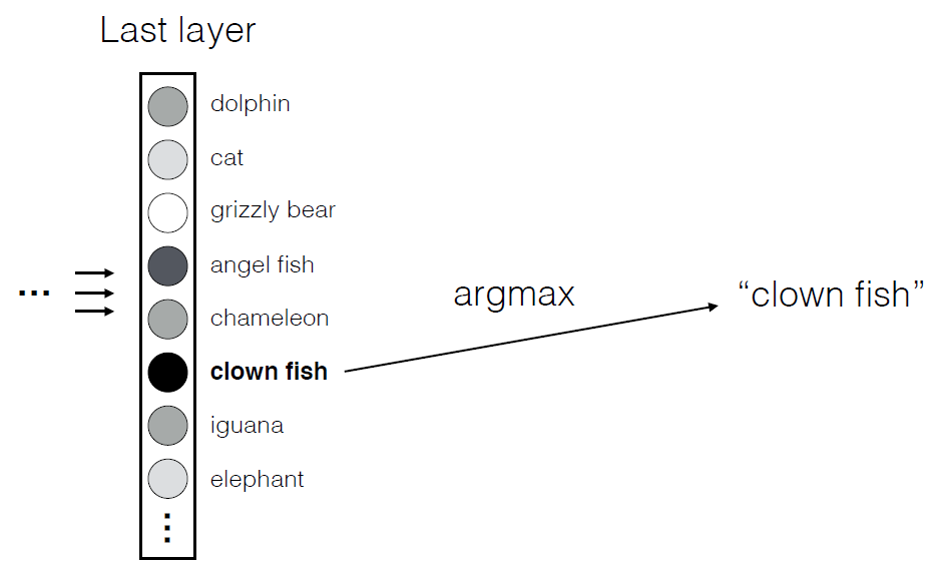 Last layer
dolphin
cat
grizzly bear
angel fish
chameleon
clown fish
iguana
elephant
...
argmax
“clown fish”